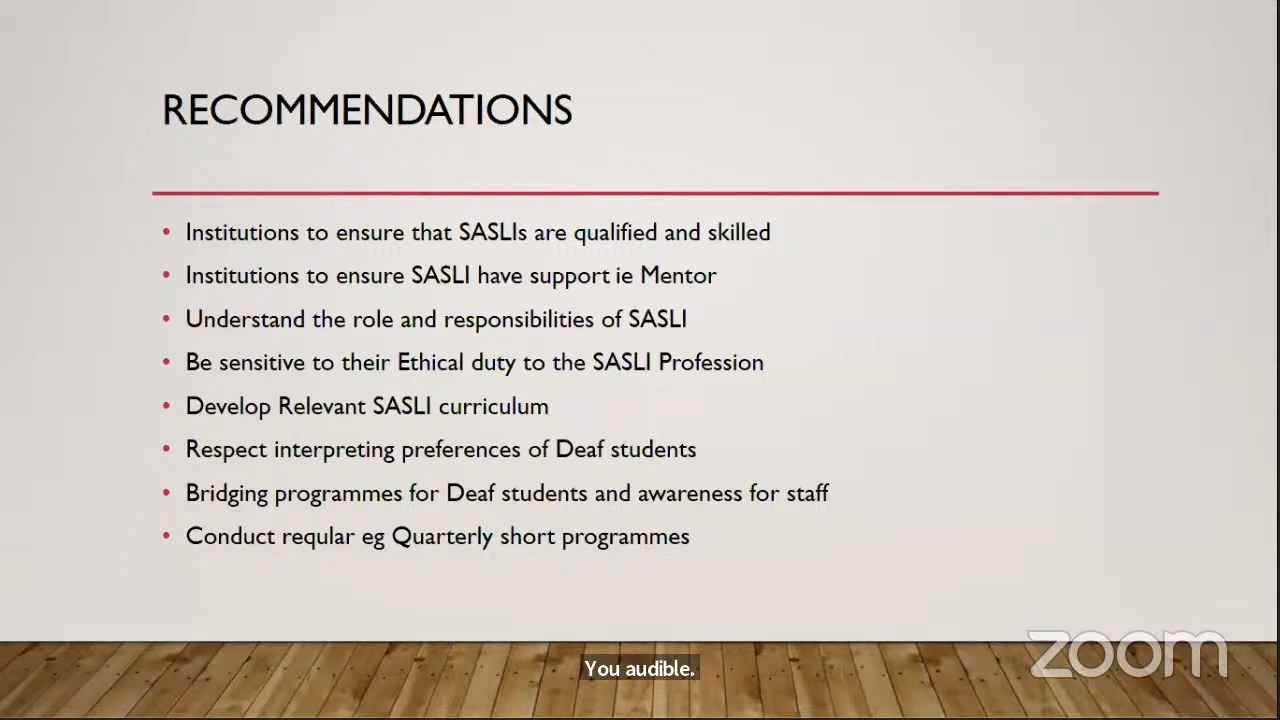 RECOMMENDATIONS
• Institutions to ensure that SASLIs are qualified and skilled
• Institutions to ensure SASLI have support ie Mentor
• Understand the role and responsibilities of SASLI
• Be sensitive to their Ethical duty to the SASLI Profession
• Develop Relevant SASLI curriculum
• Respect interpreting preferences of Deaf students
• Bridging programmes for Deaf students and awareness for staff
• Conduct reqular eg Quarterly short programmes
zoom
You audible.